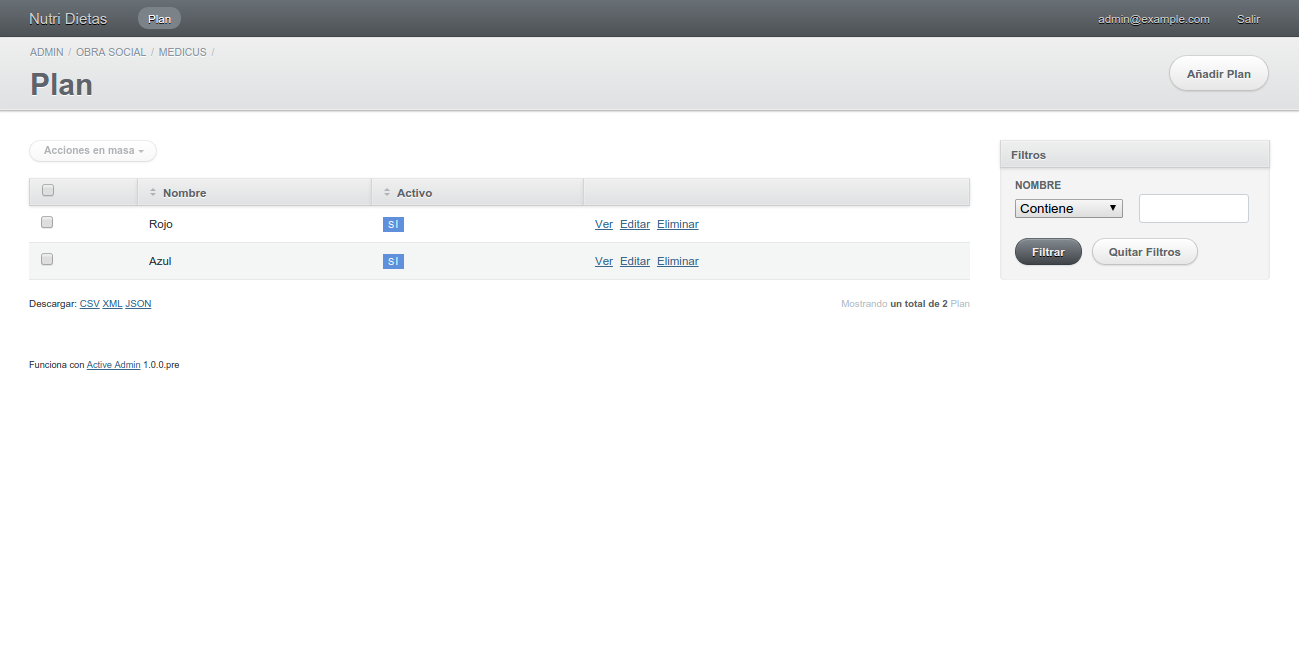 Nutri Dietas Plan admin@example.com Salir
ADMIN / OBRA SOCIAL / MEDICUS /
Plan
Añadir Plan
Acciones en masa
Nombre Activo
Rojo SÍ Ver Editar Eliminar
Azul SÍ Ver Editar Eliminar
Descargar: CSV XML JSON
Mostrando un total de 2 Plan
Filtros
NOMBRE
Contiene
Filtrar Quitar Filtros
Funciona con Active Admin 1.0.0.pre